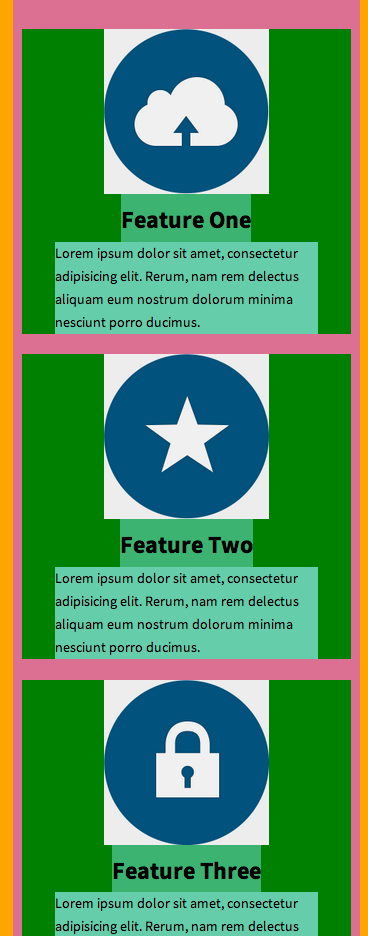 Feature One
Lorem ipsum dolor sit amet, consectetur
adipisicing elit. Rerum, nam rem delectus
aliquam eum nostrum dolorum minima
nesciunt porro ducimus.
Feature Two
Lorem ipsum dolor sit amet, consectetur
adipisicing elit. Rerum, nam rem delectus
aliquam eum nostrum dolorum minima
nesciunt porro ducimus.
Feature Three
Lorem ipsum dolor sit amet, consectetur
adipisicing elit. Rerum, nam rem delectus